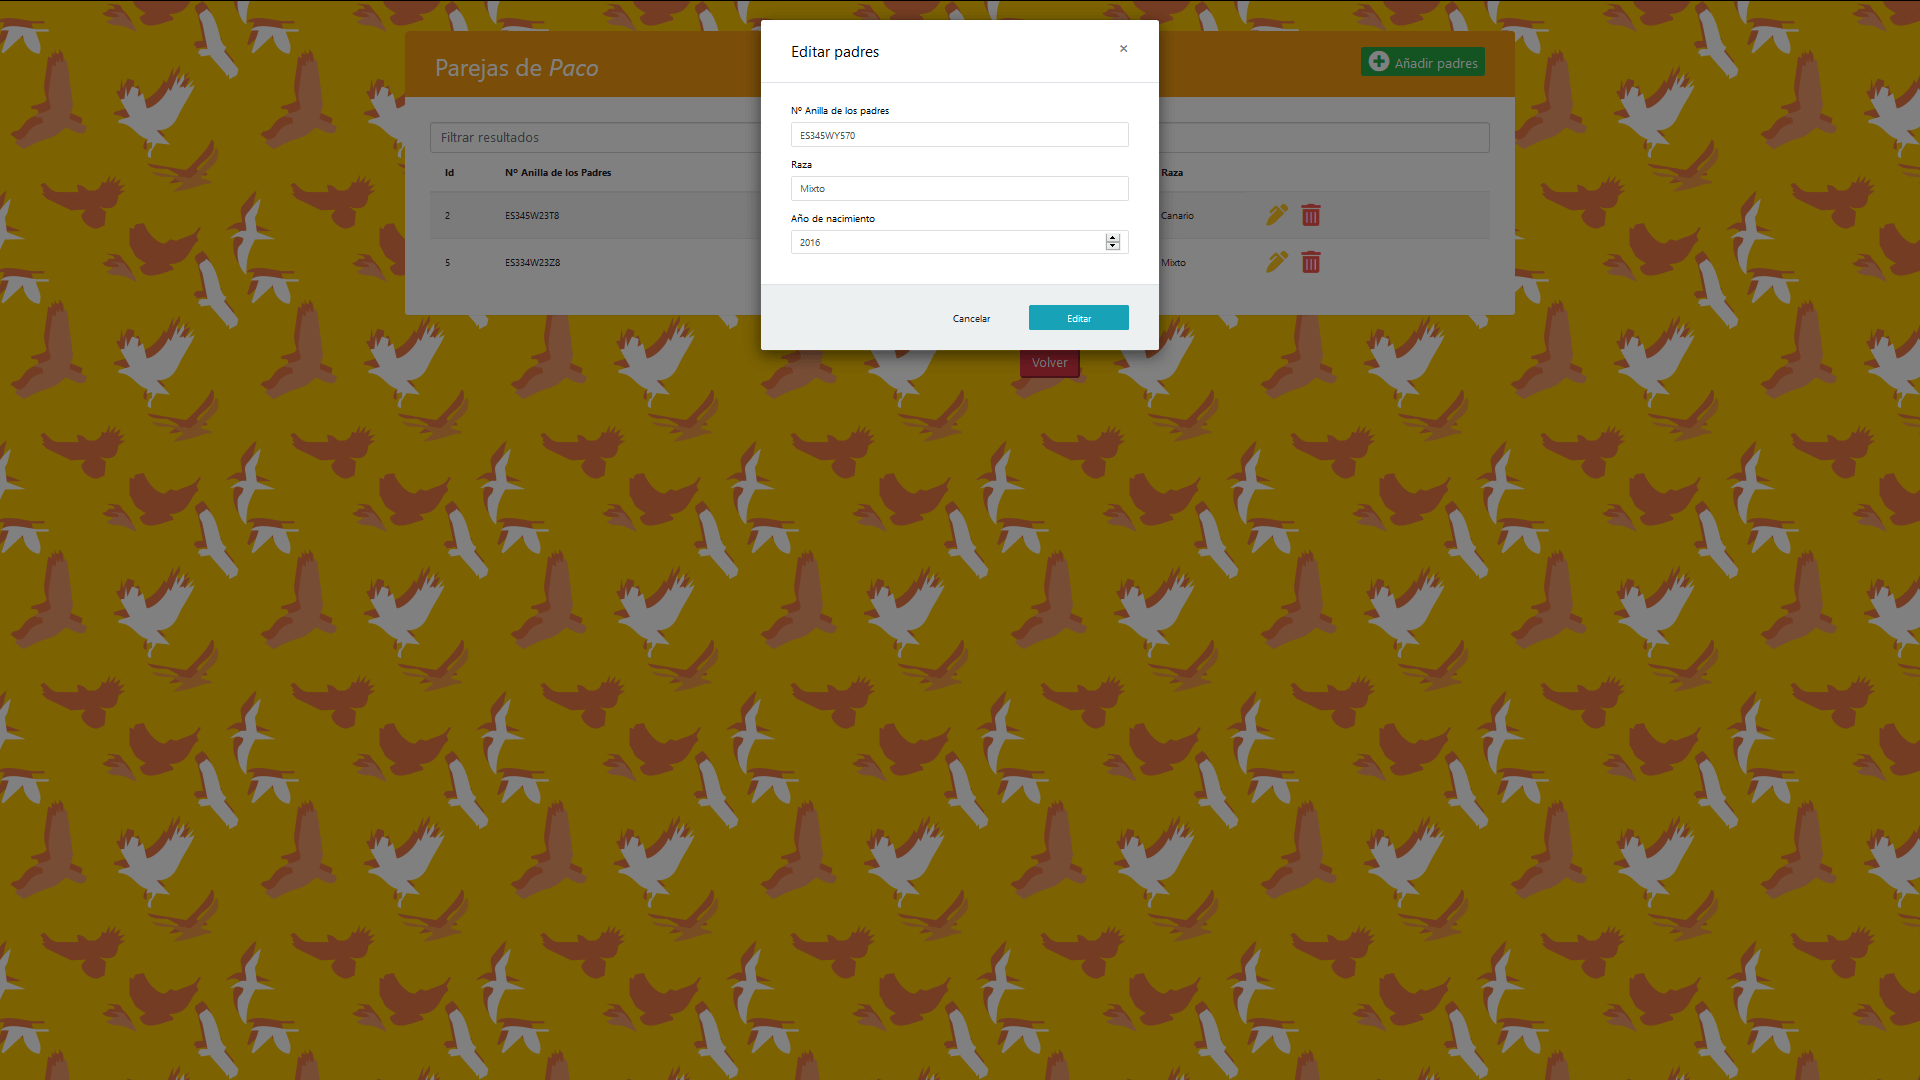 Editar padres
×
Parejas de Paco
Añadir padres
Nº Anilla de los padres
ES345WY570
Filtrar resultados
Raza
Mixto
Año de nacimiento
2016
Cancelar
Editar
Id
Nº Anilla de los Padres
Raza
2
ES345W23T8
Canario
5
ES334W23Z8
Mixto
Volver